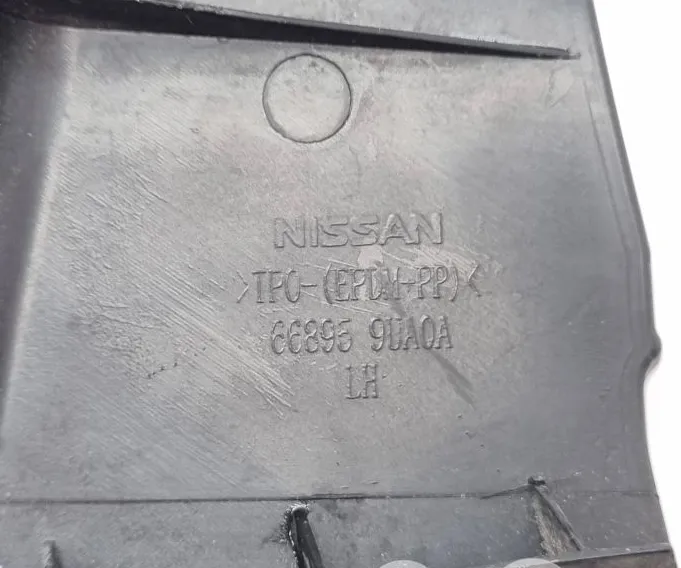 NISSAN
>TPO-(EPDM+PP)<
66895 9UA0A
LH